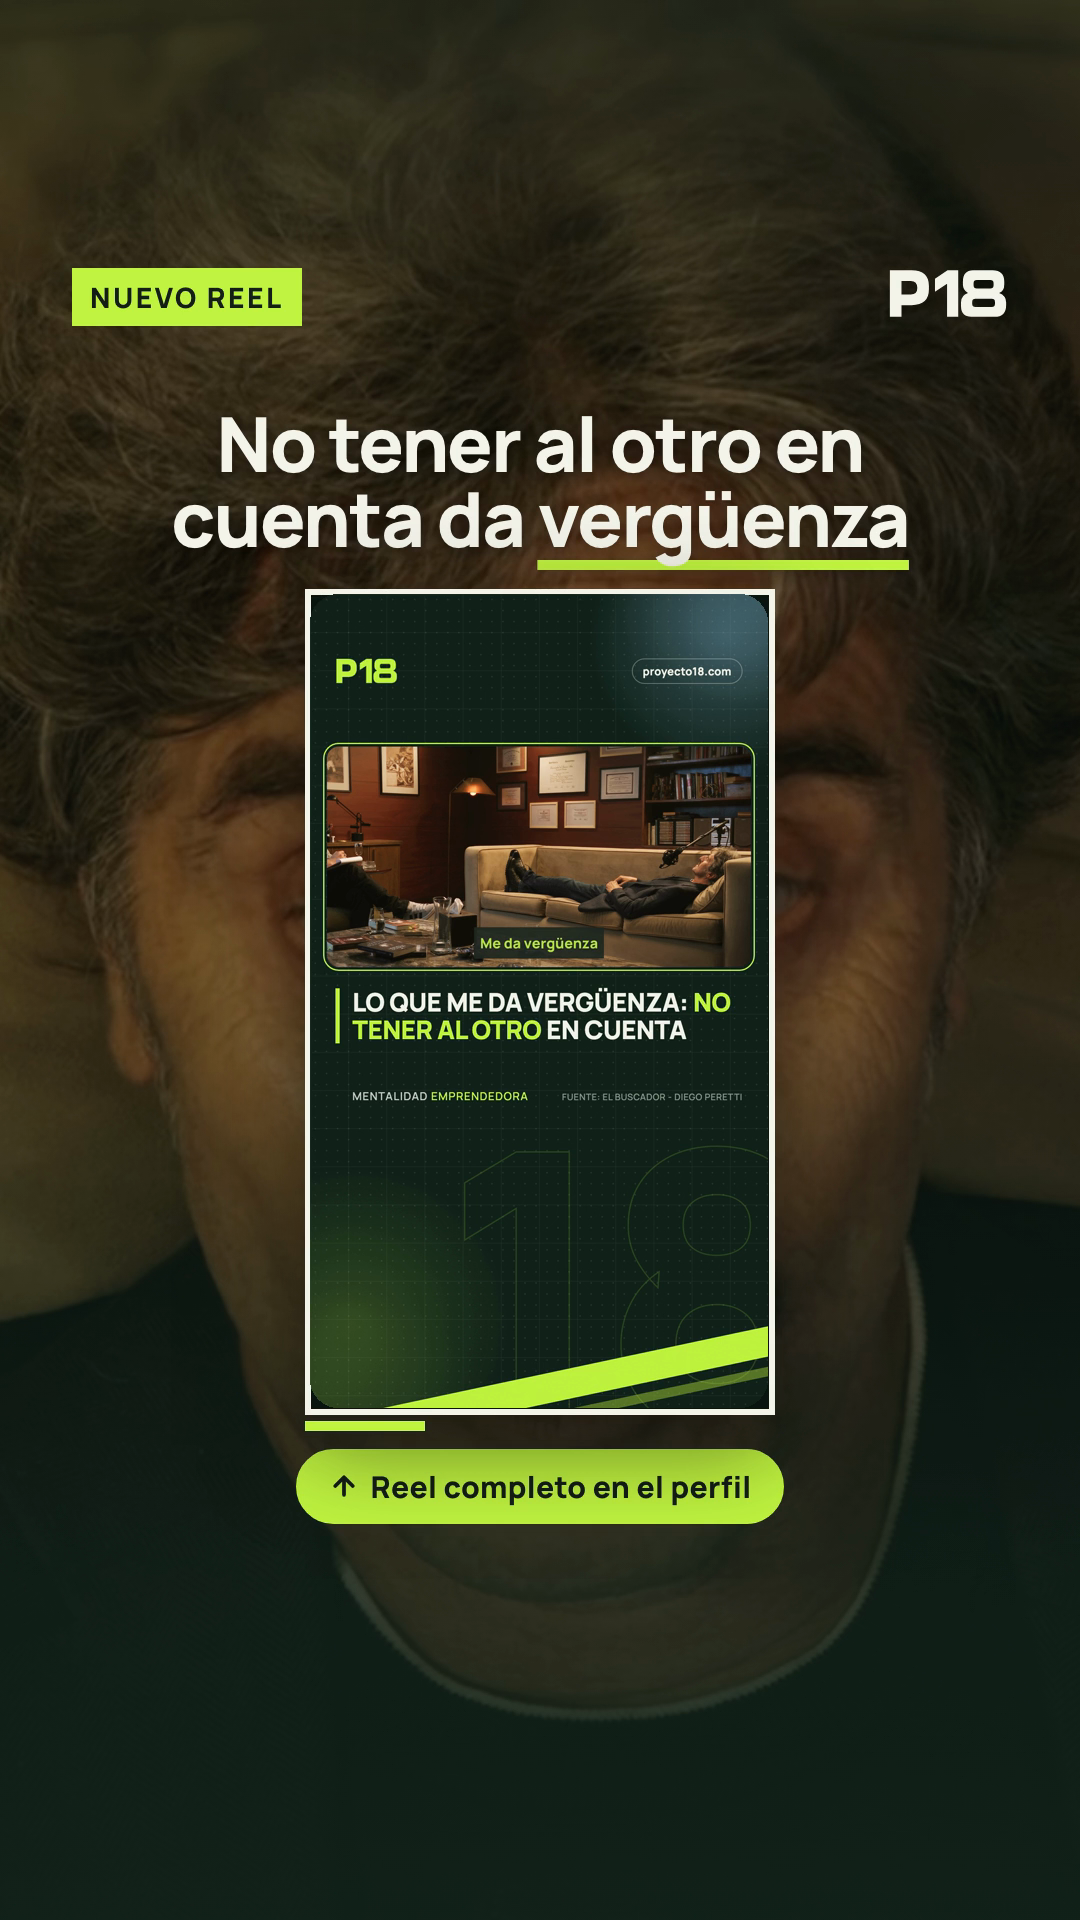 NUEVO REEL
P18
No tener al otro en
cuenta da vergüenza
P18
proyecto18.com
Me da vergüenza
LO QUE ME DA VERGÜENZA: NO
TENER AL OTRO EN CUENTA
MENTALIDAD EMPRENDEDORA
FUENTE: EL BUSCADOR - DIEGO PERETTI
18
↑ Reel completo en el perfil